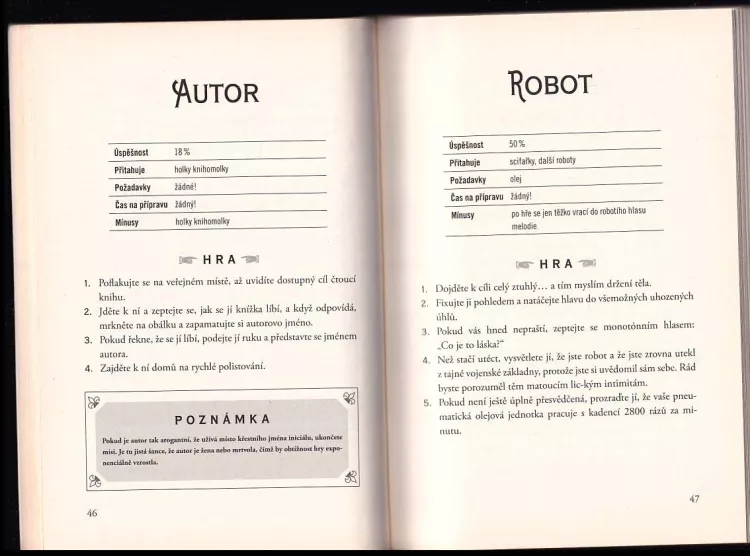 AUTOR
Úspěšnost 18 %
Přitahuje holky knihomolky
Požadavky žádné!
Čas na přípravu žádný!
Mínusy holky knihomolky
HRA
1. Potlakujte se na veřejném místě, až uvidíte dostupný cíl čtoucí
knihu.
2. Jděte k ní a zeptejte se, jak se jí knížka líbí, a když odpovídá,
mrkněte na obálku a zapamatujte si autorovo jméno.
3. Pokud řekne, že se jí líbí, podejte jí ruku a představte se jménem
autora.
4. Zajděte k ní domů na rychlé polistování.
POZNÁMKA
Pokud je autor tak arogantní, že užívá místo křestního jména iniciálu, ukončete
misi. Je tu jistá šance, že autor je žena nebo mrtvola, čímž by obtížnost hry expo-
nenciálně vzrostla.
46
ROBOT
Úspěšnost 50 %
Přitahuje scifařky, další roboty
Požadavky olej
Čas na přípravu žádný!
Mínusy po hře se jen těžko vrací do robotího hlasu
melodie
HRA
1. Dojděte k cíli celý ztuhlý… a tím myslím držení těla.
2. Fixujte ji pohledem a natáčejte hlavu do všemožných uhozených
úhlů.
3. Pokud vás hned nepraští, zeptejte se monotónním hlasem:
„Co je to láska?“
4. Než stačí utéct, vysvětlete jí, že jste robot a že jste zrovna utekl
z tajné vojenské základny, protože jste si uvědomil sám sebe. Rád
byste porozuměl těm matoucím lic-kým intimitám.
5. Pokud není ještě úplně přesvědčená, prozraďte jí, že vaše pneu-
matická olejová jednotka pracuje s kadencí 2800 rázů za mi-
nutu.
47